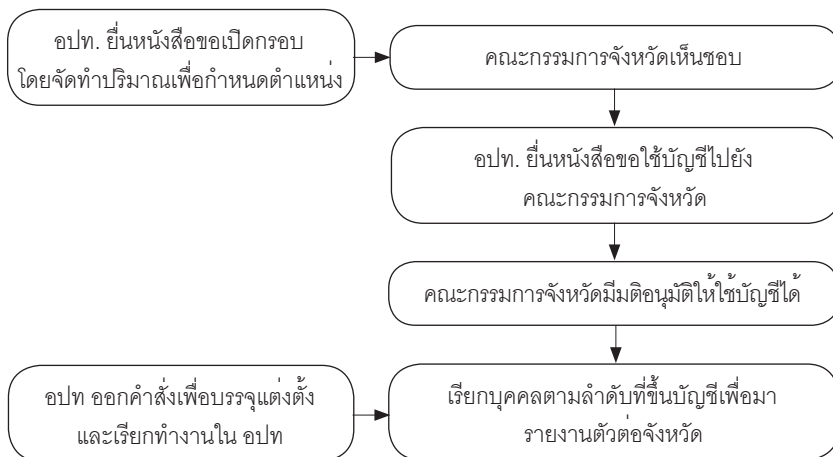 อปท. ยื่นหนังสือขอเปิดกรอบ
โดยจัดทำปริมาณเพื่อกำหนดตำแหน่ง
คณะกรรมการจังหวัดเห็นชอบ
อปท. ยื่นหนังสือขอใช้บัญชีไปยัง
คณะกรรมการจังหวัด
คณะกรรมการจังหวัดมีมติอนุมัติให้ใช้บัญชีได้
อปท ออกคำสั่งเพื่อบรรจุแต่งตั้ง
และเรียกทำงานใน อปท
เรียกบุคคลตามลำดับที่ขึ้นบัญชีเพื่อมา
รายงานตัวต่อจังหวัด